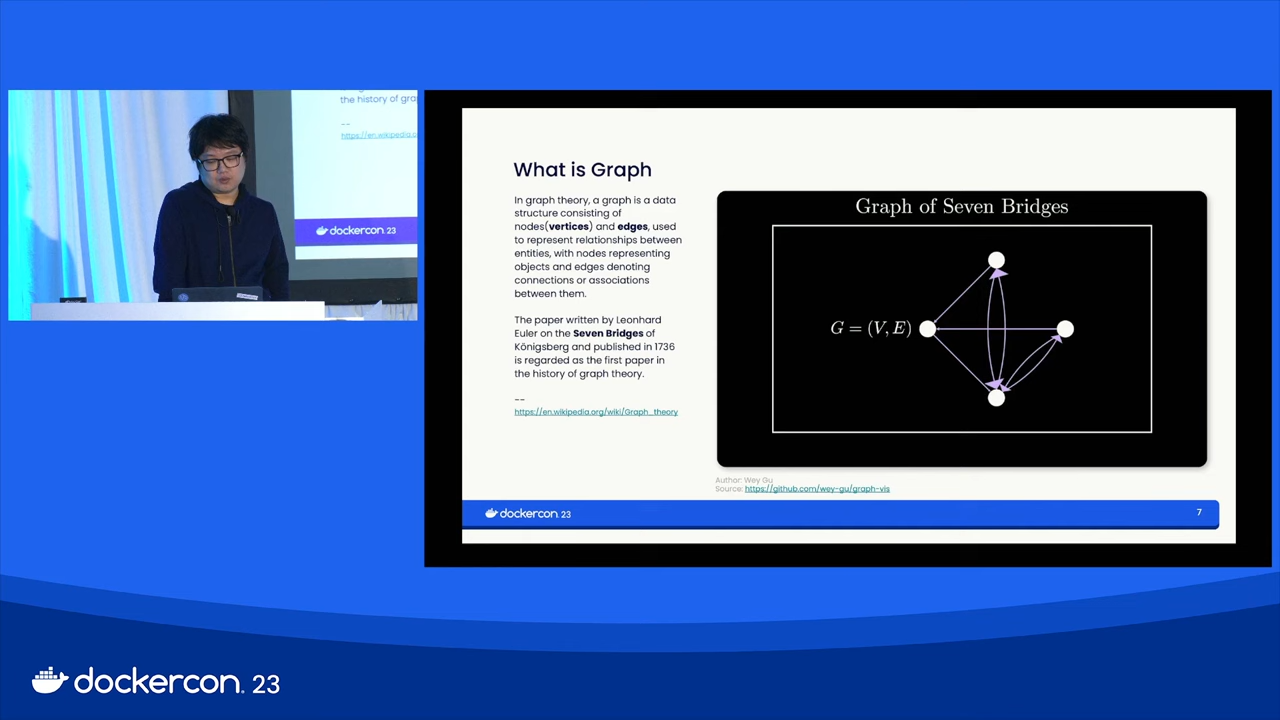 the history of gra
--
https://en.wikipedia.o
dockercon 23
What is Graph
In graph theory, a graph is a data
structure consisting of
nodes(vertices) and edges, used
to represent relationships between
entities, with nodes representing
objects and edges denoting
connections or associations
between them.
The paper written by Leonhard
Euler on the Seven Bridges of
Königsberg and published in 1736
is regarded as the first paper in
the history of graph theory.
--
https://en.wikipedia.org/wiki/Graph_theory
Graph of Seven Bridges
G = (V, E)
Author: Wey Gu
Source: https://github.com/wey-gu/graph-vis
dockercon. 23
7
dockercon. 23